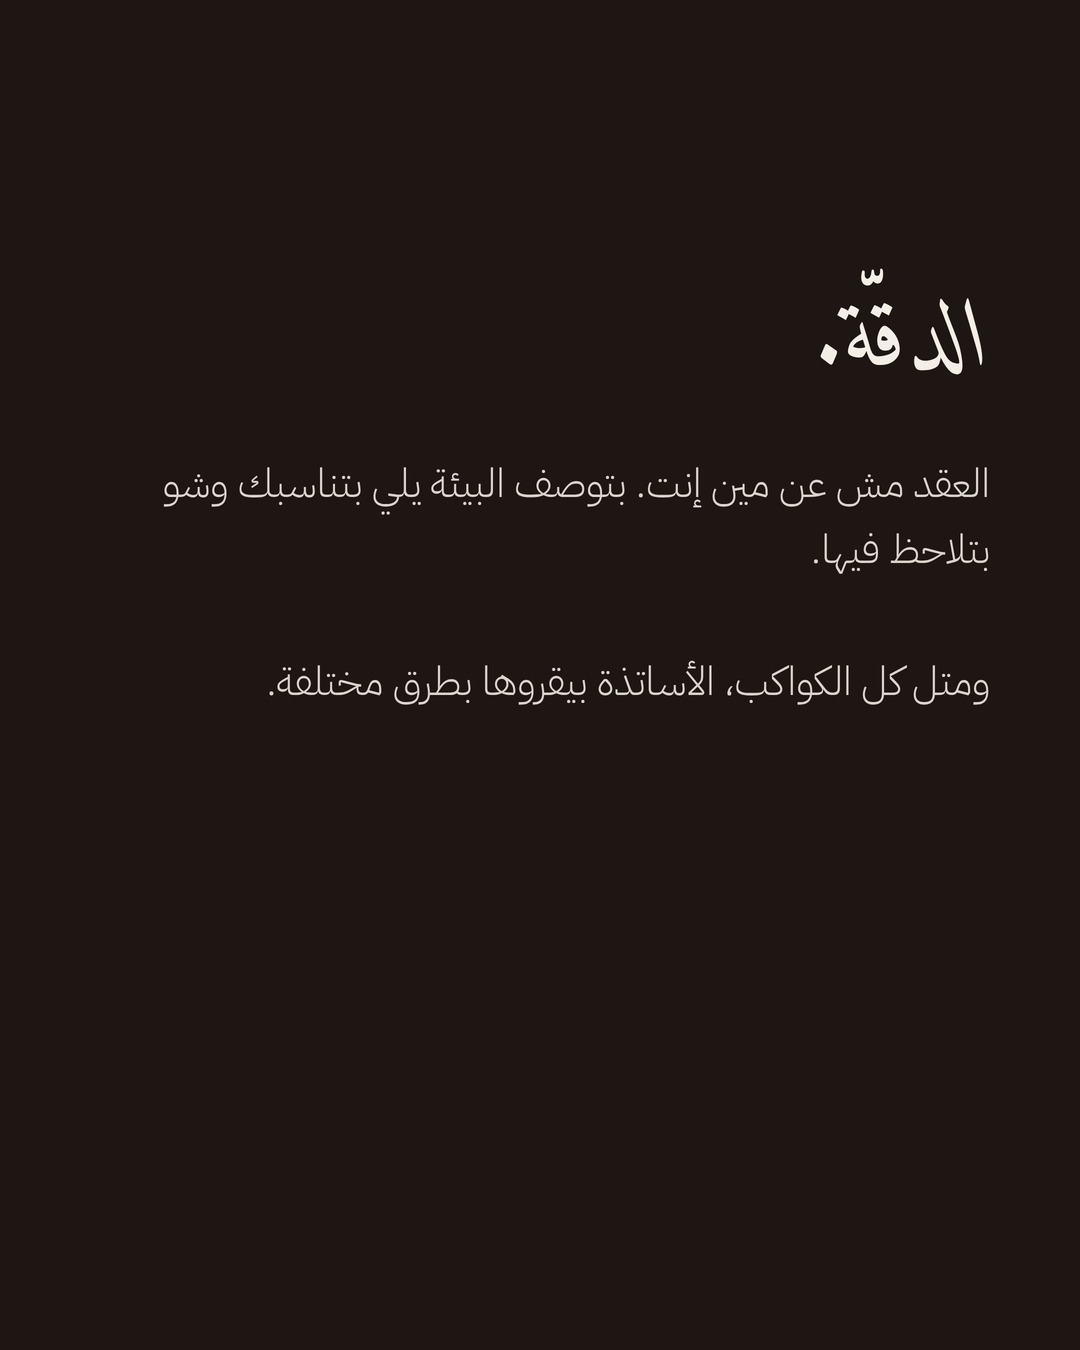 الدقّة.
العقد مش عن مين إنت. بتوصف البيئة يلي بتناسبك وشو
بتلاحظ فيها.
ومتل كل الكواكب، الأساتذة بيقروها بطرق مختلفة.